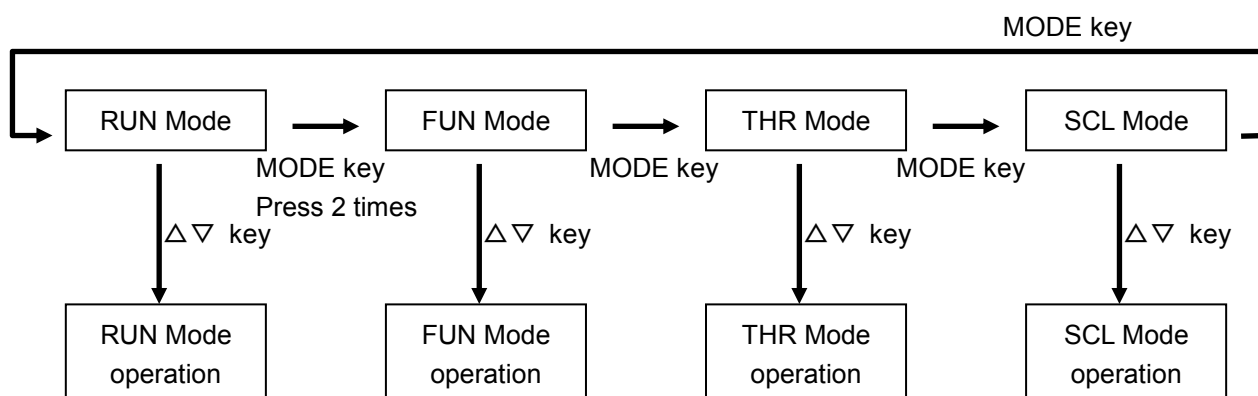 MODE key
RUN Mode
FUN Mode
THR Mode
SCL Mode
MODE key
Press 2 times
MODE key
MODE key
△▽ key
△▽ key
△▽ key
△▽ key
RUN Mode
operation
FUN Mode
operation
THR Mode
operation
SCL Mode
operation